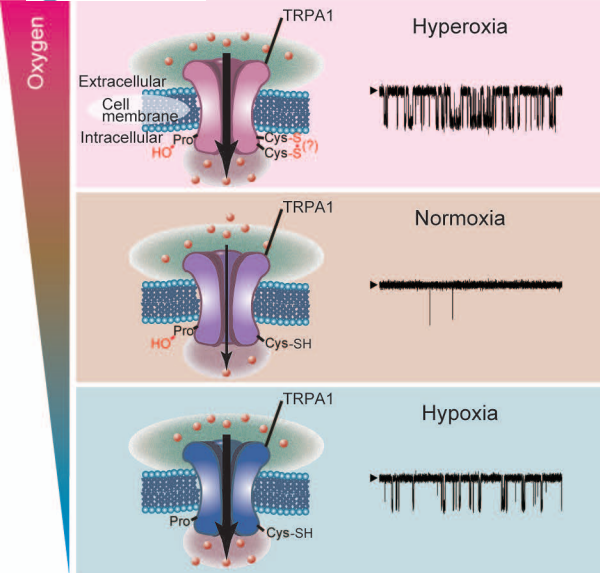 Oxygen
TRPA1
Hyperoxia
Extracellular
Cell
membrane
Intracellular
Pro
HO
Cys-S
Cys-S
(?)
TRPA1
Normoxia
Pro
HO
Cys-SH
TRPA1
Hypoxia
Pro
Cys-SH